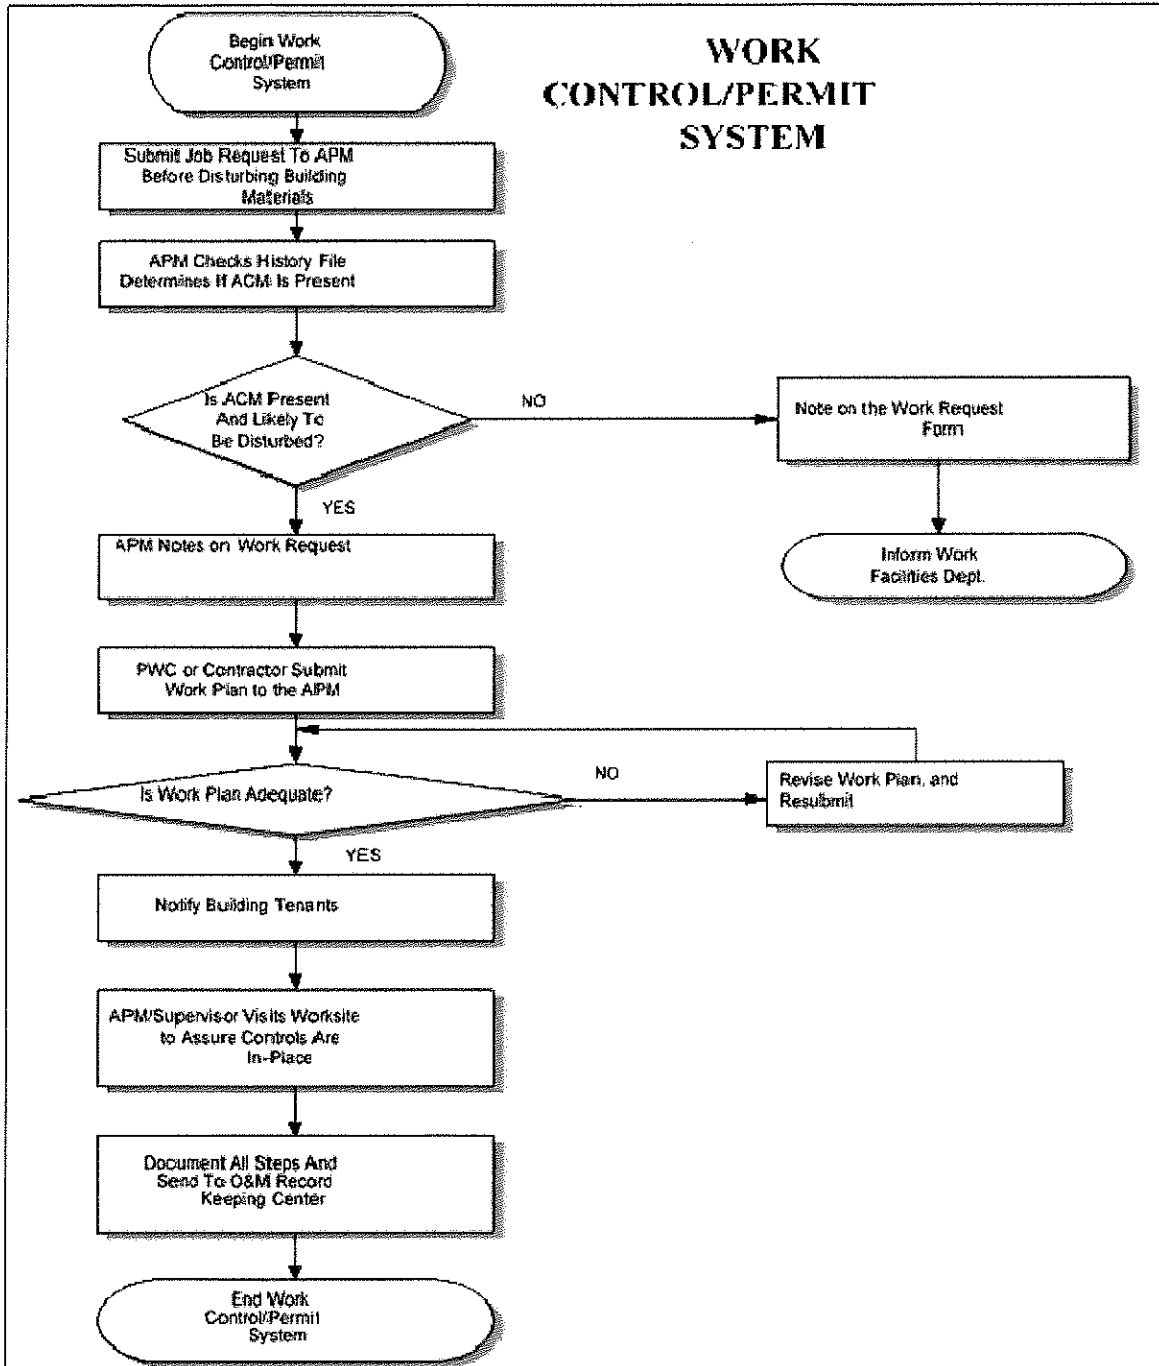 Begin Work
Control/Permit
System
WORK
CONTROL/PERMIT
SYSTEM
Submit Job Request To APM
Before Disturbing Building
Materials
APM Checks History File
Determines If ACM Is Present
Is ACM Present
And Likely To
Be Disturbed?
NO
Note on the Work Request
Form
YES
Inform Work
Facilities Dept.
APM Notes on Work Request
PWC or Contractor Submit
Work Plan to the APM
Is Work Plan Adequate?
NO
Revise Work Plan, and
Resubmit
YES
Notify Building Tenants
APM/Supervisor Visits Worksite
to Assure Controls Are
In-Place
Document All Steps And
Send To O&M Record
Keeping Center
End Work
Control/Permit
System